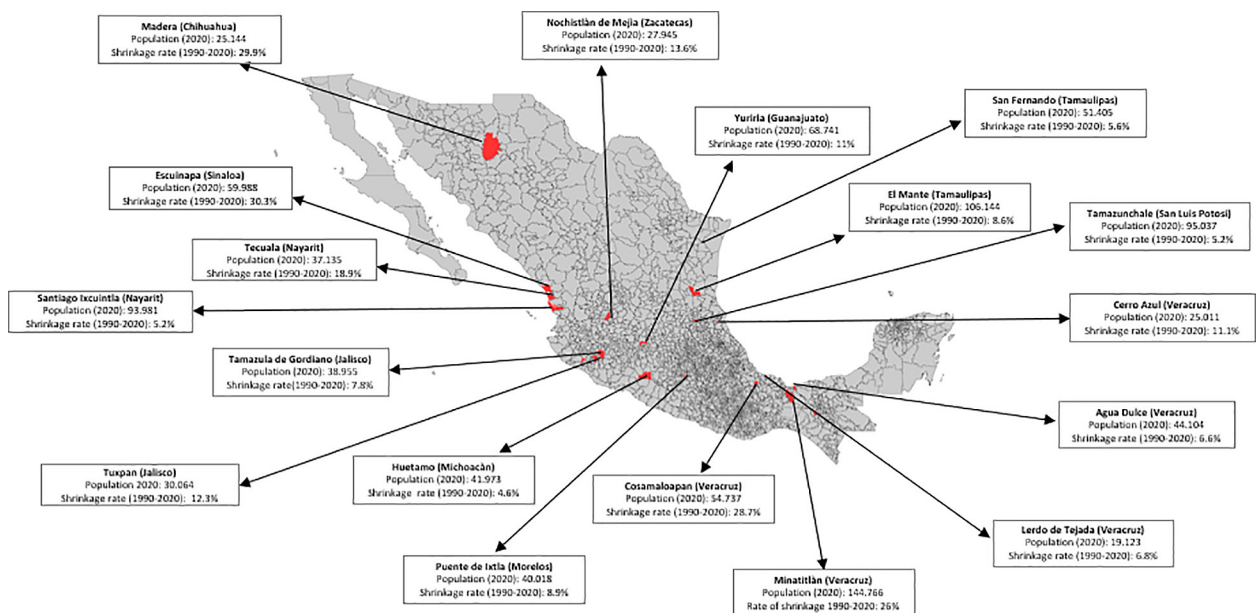 Madera (Chihuahua)
Population (2020): 25.144
Shrinkage rate (1990-2020): 29.9%
Nochistlàn de Mejia (Zacatecas)
Population (2020): 27.945
Shrinkage rate (1990-2020): 13.6%
Yuriria (Guanajuato)
Population (2020): 68.741
Shrinkage rate (1990-2020): 11%
San Fernando (Tamaulipas)
Population (2020): 51.405
Shrinkage rate (1990-2020): 5.6%
Escuinapa (Sinaloa)
Population (2020): 59.988
Shrinkage rate (1990-2020): 30.3%
El Mante (Tamaulipas)
Population (2020): 106.144
Shrinkage rate (1990-2020): 8.6%
Tamazunchale (San Luis Potosi)
Population (2020): 95.037
Shrinkage rate (1990-2020): 5.2%
Tecuala (Nayarit)
Population (2020): 37.135
Shrinkage rate (1990-2020): 18.9%
Santiago Ixcuintla (Nayarit)
Population (2020): 93.981
Shrinkage rate (1990-2020): 5.2%
Cerro Azul (Veracruz)
Population (2020): 25.011
Shrinkage rate (1990-2020): 11.1%
Tamazula de Gordiano (Jalisco)
Population (2020): 38.955
Shrinkage rate(1990-2020): 7.8%
Agua Dulce (Veracruz)
Population (2020): 44.104
Shrinkage rate (1990-2020): 6.6%
Tuxpan (Jalisco)
Population 2020: 30.064
Shrinkage rate (1990-2020): 12.3%
Huetamo (Michoacàn)
Population (2020): 41.973
Shrinkage rate (1990-2020): 4.6%
Cosamaloapan (Veracruz)
Population (2020): 54.737
Shrinkage rate (1990-2020): 28.7%
Lerdo de Tejada (Veracruz)
Population (2020): 19.123
Shrinkage rate (1990-2020): 6.8%
Puente de Ixtla (Morelos)
Population (2020): 40.018
Shrinkage rate (1990-2020): 8.9%
Minatitlàn (Veracruz)
Population (2020): 144.766
Rate of shrinkage 1990-2020: 26%